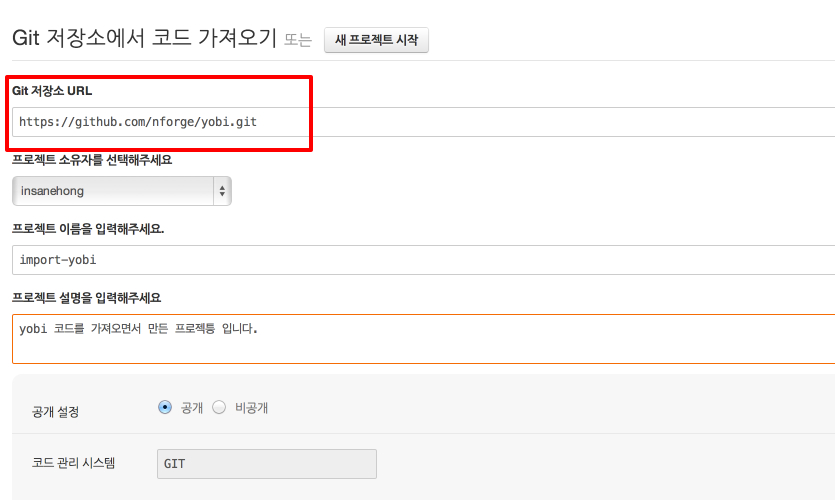 Git 저장소에서 코드 가져오기 또는 새 프로젝트 시작
Git 저장소 URL
https://github.com/nforge/yobi.git
프로젝트 소유자를 선택해주세요
insanehong
프로젝트 이름을 입력해주세요.
import-yobi
프로젝트 설명을 입력해주세요
yobi 코드를 가져오면서 만든 프로젝틍 입니다.
공개 설정 공개 비공개
코드 관리 시스템 GIT